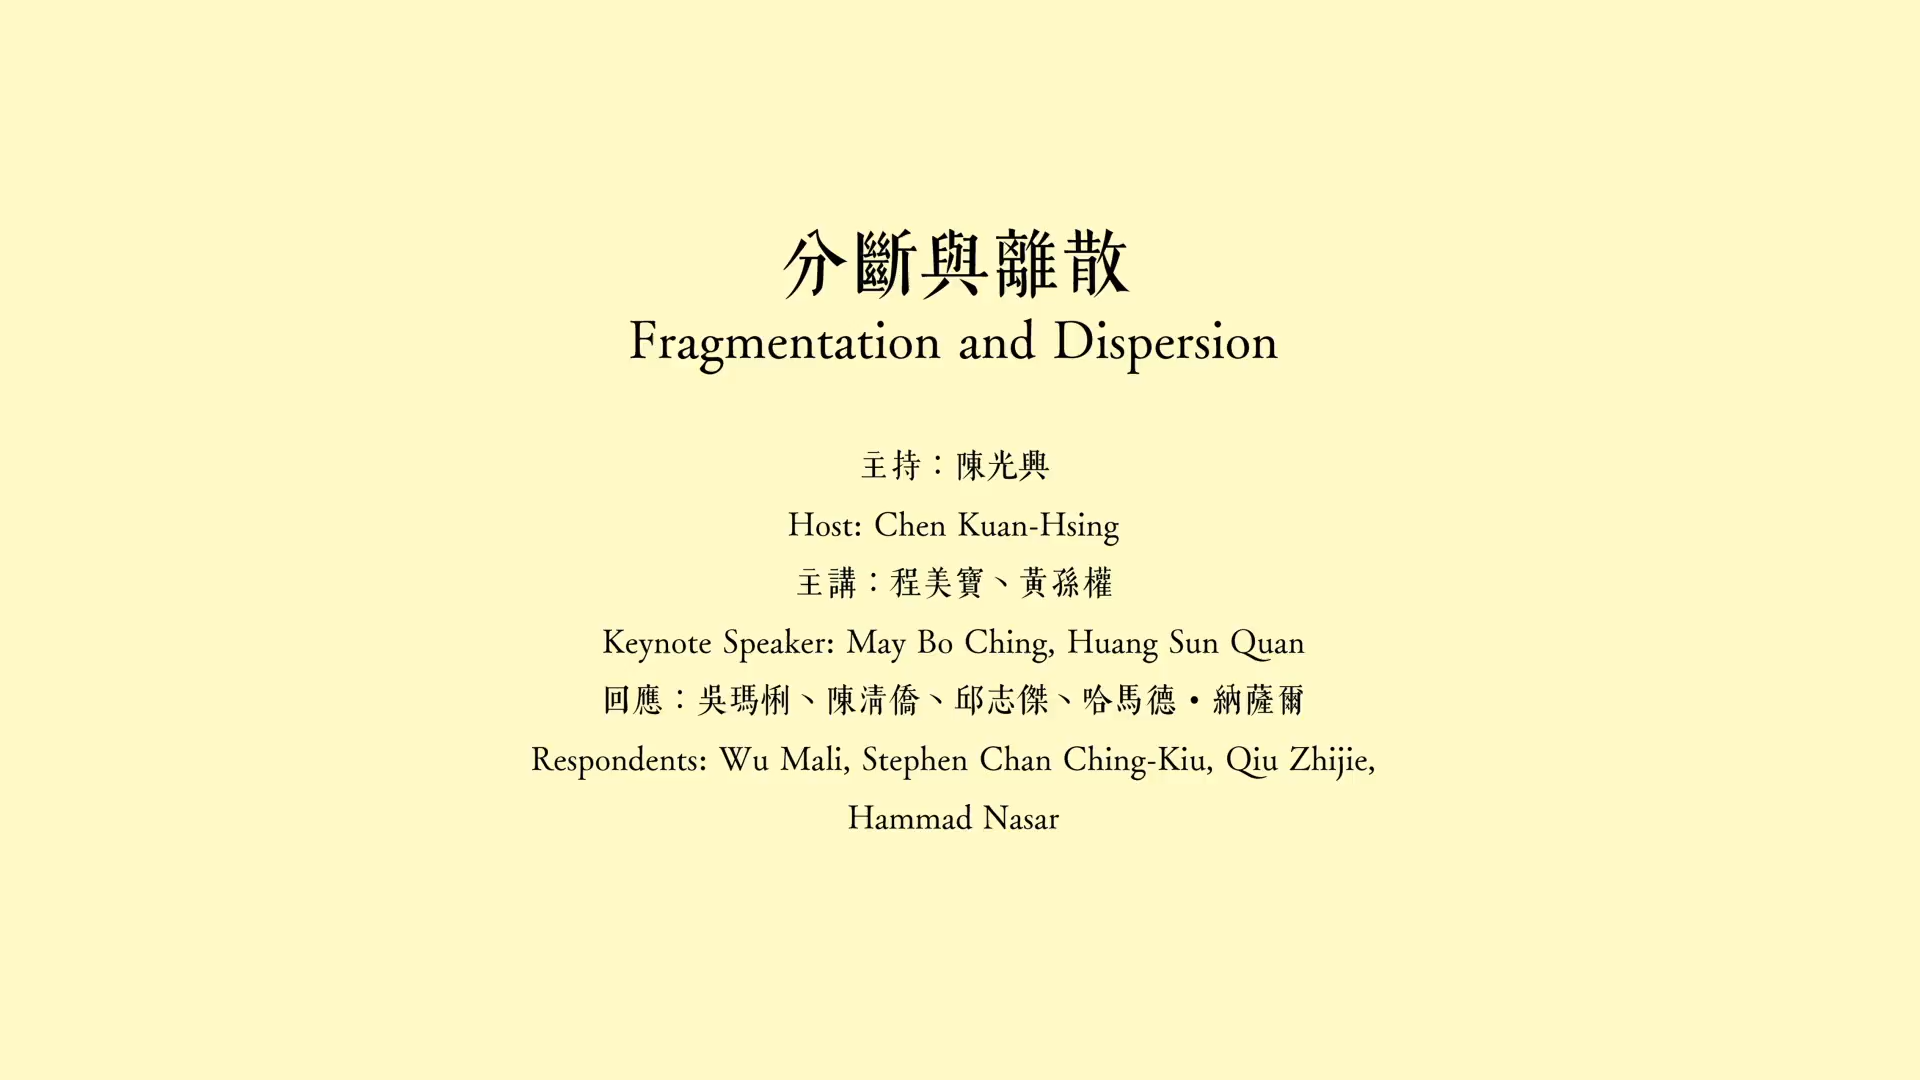 分斷與離散
Fragmentation and Dispersion
主持：陳光興
Host: Chen Kuan-Hsing
主講：程美寶、黃孫權
Keynote Speaker: May Bo Ching, Huang Sun Quan
回應：吳瑪悧、陳清僑、邱志傑、哈馬德・納薩爾
Respondents: Wu Mali, Stephen Chan Ching-Kiu, Qiu Zhijie,
Hammad Nasar